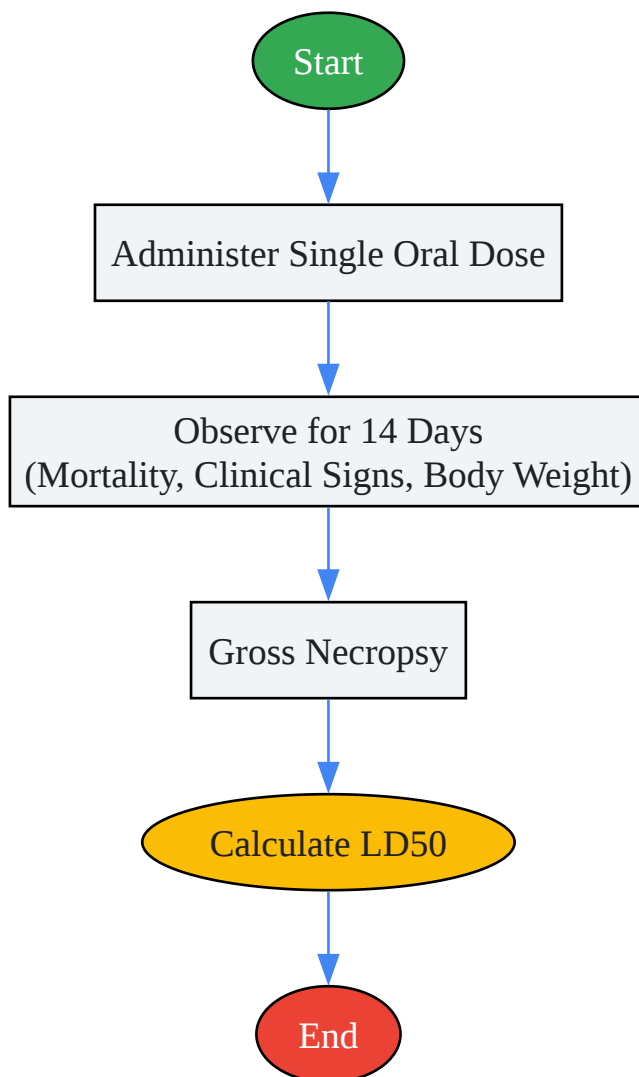 Start
Administer Single Oral Dose
Observe for 14 Days
(Mortality, Clinical Signs, Body Weight)
Gross Necropsy
Calculate LD50
End